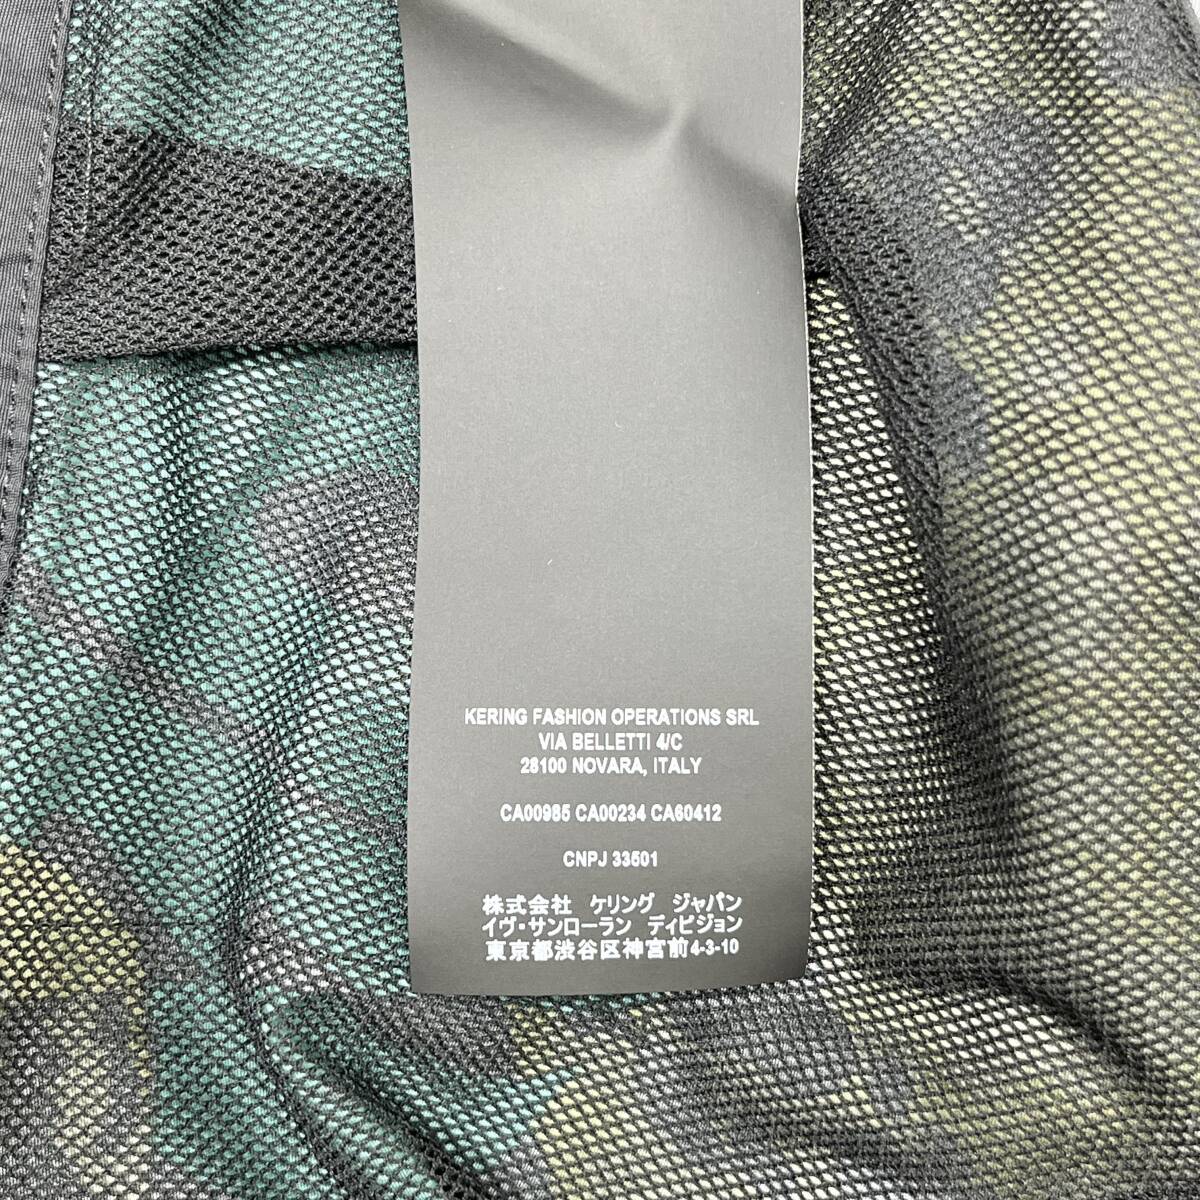 KERING FASHION OPERATIONS SRL
VIA BELLETTI 4/C
28100 NOVARA, ITALY
CA00985 CA00234 CA60412
CNPJ 33501
株式会社 ケリング ジャパン
イヴ・サンローラン ディビジョン
東京都渋谷区神宮前4-3-10